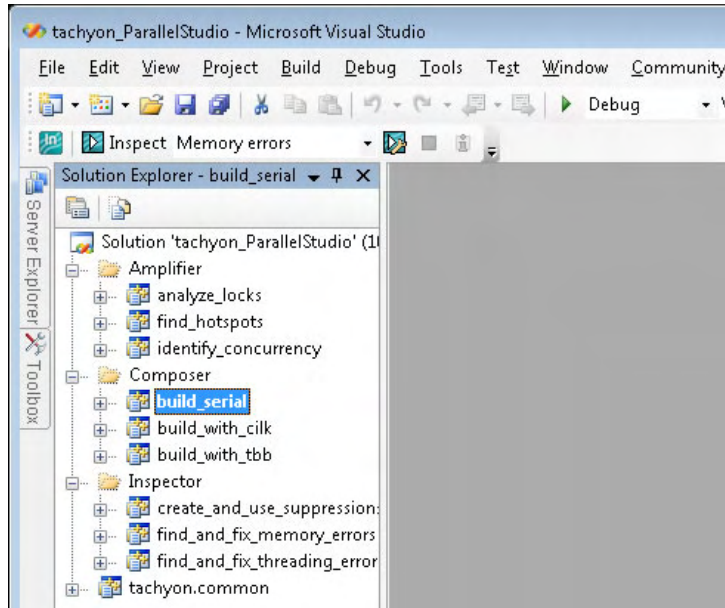 tachyon_ParallelStudio - Microsoft Visual Studio
File Edit View Project Build Debug Tools Test Window Community
Debug
In Inspect Memory errors
Solution Explorer - build_serial
Server Explorer
Toolbox
Solution 'tachyon_ParallelStudio' (1
Amplifier
analyze_locks
find_hotspots
identify_concurrency
Composer
build_serial
build_with_cilk
build_with_tbb
Inspector
create_and_use_suppression
find_and_fix_memory_errors
find_and_fix_threading_error
tachyon.common